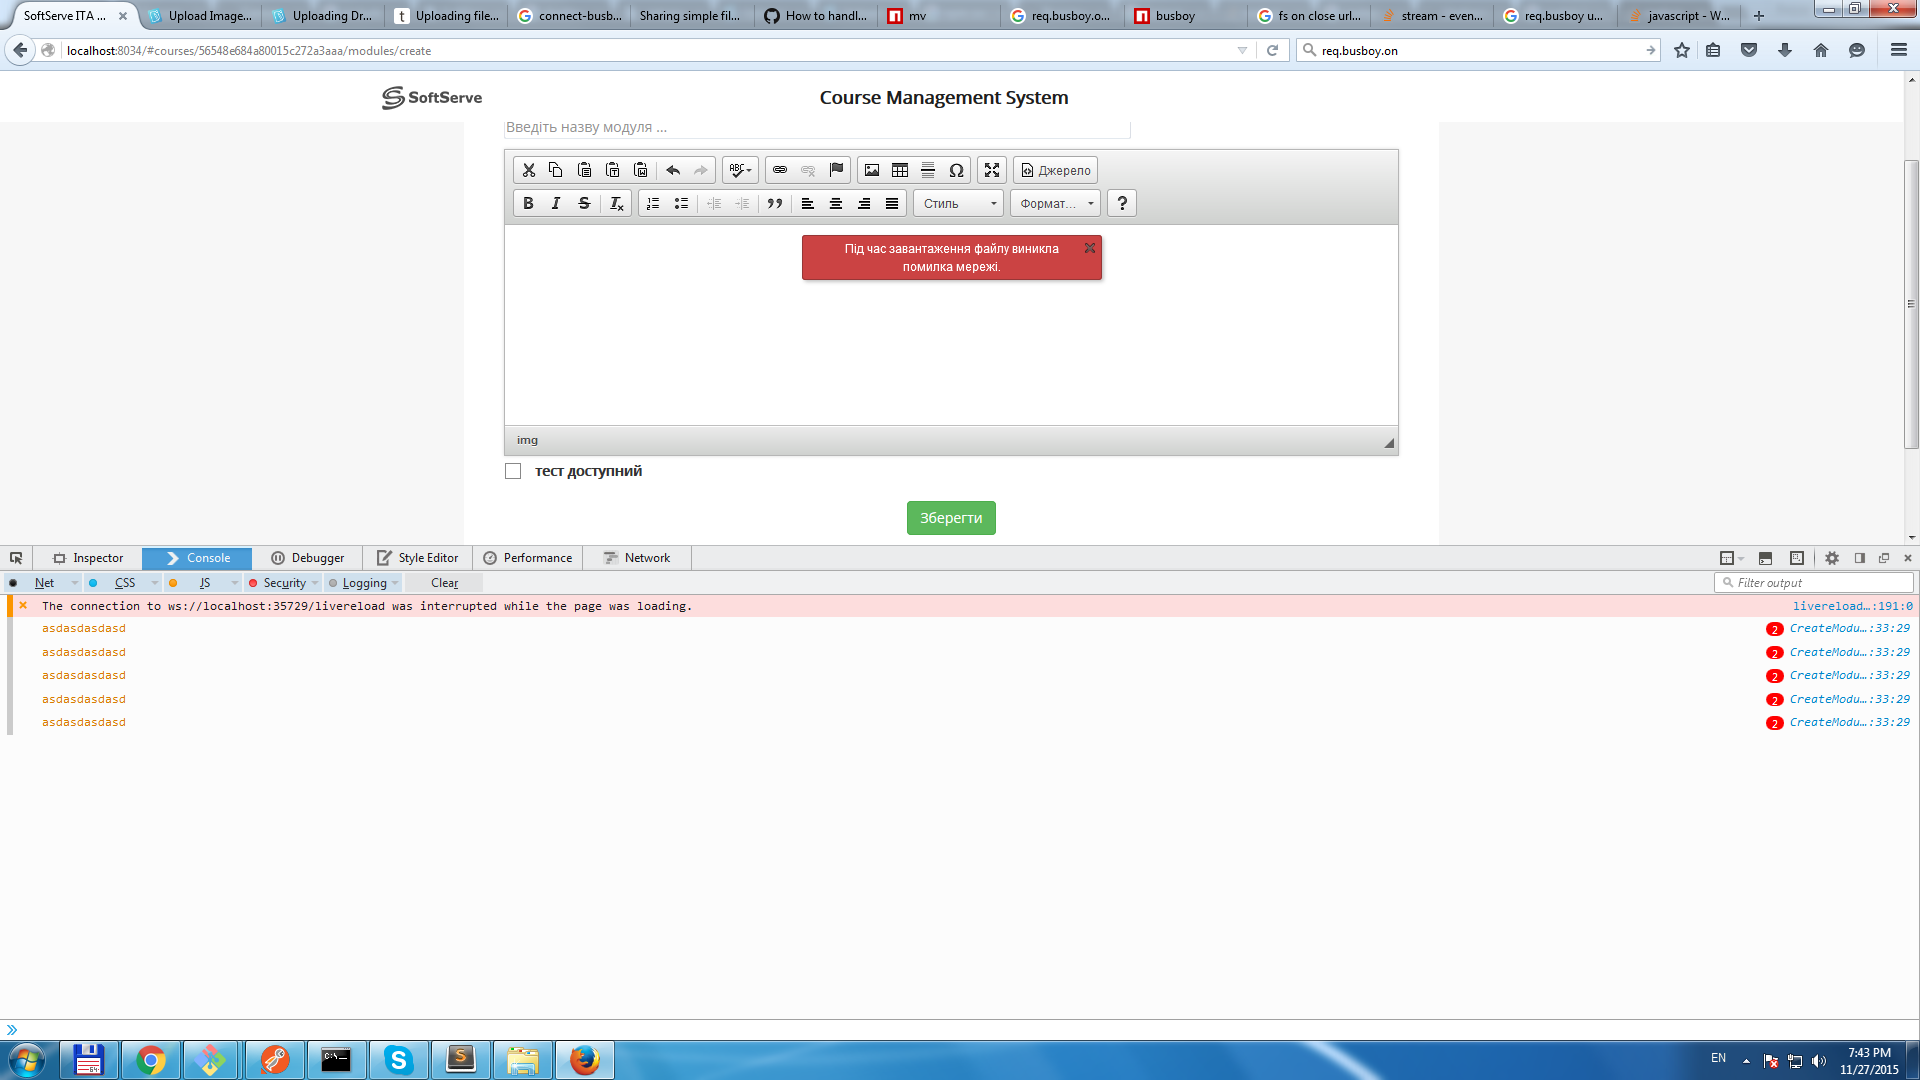 SoftServe ITA ...
Upload Image...
Uploading Dr...
Uploading file...
connect-busb...
Sharing simple fil...
How to handl...
mv
req.busboy.o...
busboy
fs on close url...
stream - even...
req.busboy u...
javascript - W...
localhost:8034/#courses/56548e684a80015c272a3aaa/modules/create
req.busboy.on
SoftServe
Course Management System
Введіть назву модуля ...
ABC
Джерело
Стиль
Формат...
Під час завантаження файлу виникла
помилка мережі.
img
тест доступний
Зберегти
Inspector
Console
Debugger
Style Editor
Performance
Network
Net
CSS
JS
Security
Logging
Clear
Filter output
The connection to ws://localhost:35729/livereload was interrupted while the page was loading.
livereload…:191:0
asdasdasdasd
2 CreateModu…:33:29
asdasdasdasd
2 CreateModu…:33:29
asdasdasdasd
2 CreateModu…:33:29
asdasdasdasd
2 CreateModu…:33:29
asdasdasdasd
2 CreateModu…:33:29
EN
7:43 PM
11/27/2015